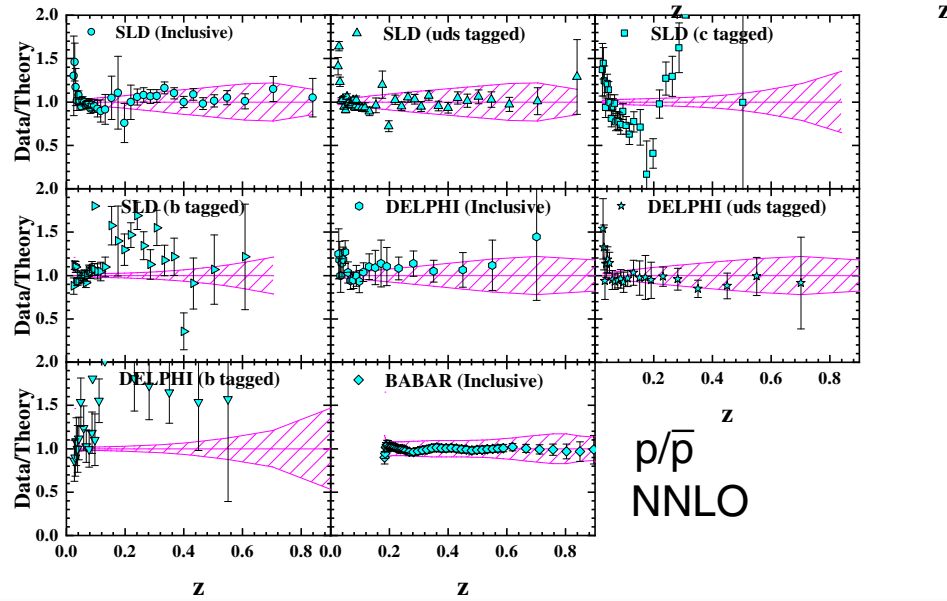 z z
2.0 SLD (Inclusive) SLD (uds tagged) SLD (c tagged)
1.5
Data/Theory
1.0
0.5
2.0 SLD (b tagged) DELPHI (Inclusive) DELPHI (uds tagged)
1.5
Data/Theory
1.0
0.5
2.0 DELPHI (b tagged) BABAR (Inclusive) 0.2 0.4 0.6 0.8
1.5
z
Data/Theory
1.0
p/p̅
0.5
NNLO
0.0
0.0 0.2 0.4 0.6 0.8 0.0 0.2 0.4 0.6 0.8
z z